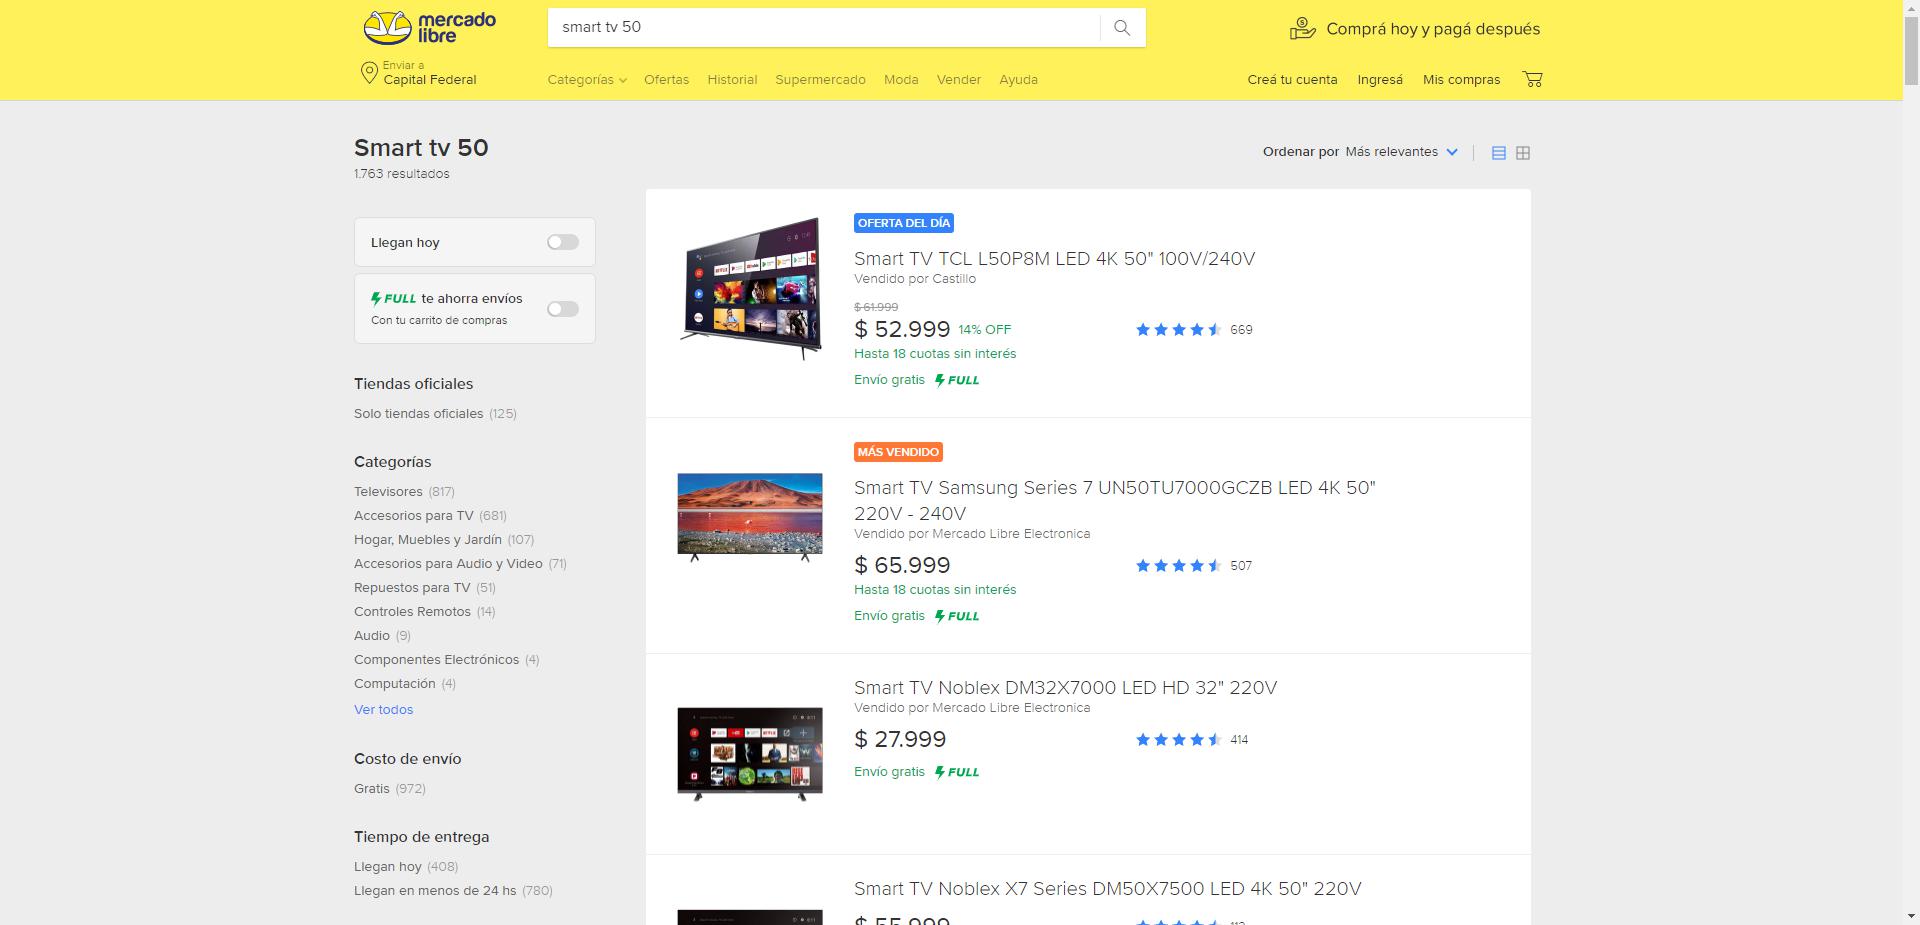 mercado
libre
smart tv 50
Comprá hoy y pagá después
Enviar a
Capital Federal
Categorías
Ofertas
Historial
Supermercado
Moda
Vender
Ayuda
Creá tu cuenta
Ingresá
Mis compras
Smart tv 50
1.763 resultados
Ordenar por Más relevantes
Llegan hoy
FULL te ahorra envíos
Con tu carrito de compras
Tiendas oficiales
Solo tiendas oficiales (125)
Categorías
Televisores (817)
Accesorios para TV (681)
Hogar, Muebles y Jardín (107)
Accesorios para Audio y Video (71)
Repuestos para TV (51)
Controles Remotos (14)
Audio (9)
Componentes Electrónicos (4)
Computación (4)
Ver todos
Costo de envío
Gratis (972)
Tiempo de entrega
Llegan hoy (408)
Llegan en menos de 24 hs (780)
OFERTA DEL DÍA
Smart TV TCL L50P8M LED 4K 50" 100V/240V
Vendido por Castillo
$ 61.999
$ 52.999 14% OFF
669
Hasta 18 cuotas sin interés
Envío gratis FULL
MÁS VENDIDO
Smart TV Samsung Series 7 UN50TU7000GCZB LED 4K 50"
220V - 240V
Vendido por Mercado Libre Electronica
$ 65.999
507
Hasta 18 cuotas sin interés
Envío gratis FULL
Smart TV Noblex DM32X7000 LED HD 32" 220V
Vendido por Mercado Libre Electronica
$ 27.999
414
Envío gratis FULL
Smart TV Noblex X7 Series DM50X7500 LED 4K 50" 220V
$ 55.999